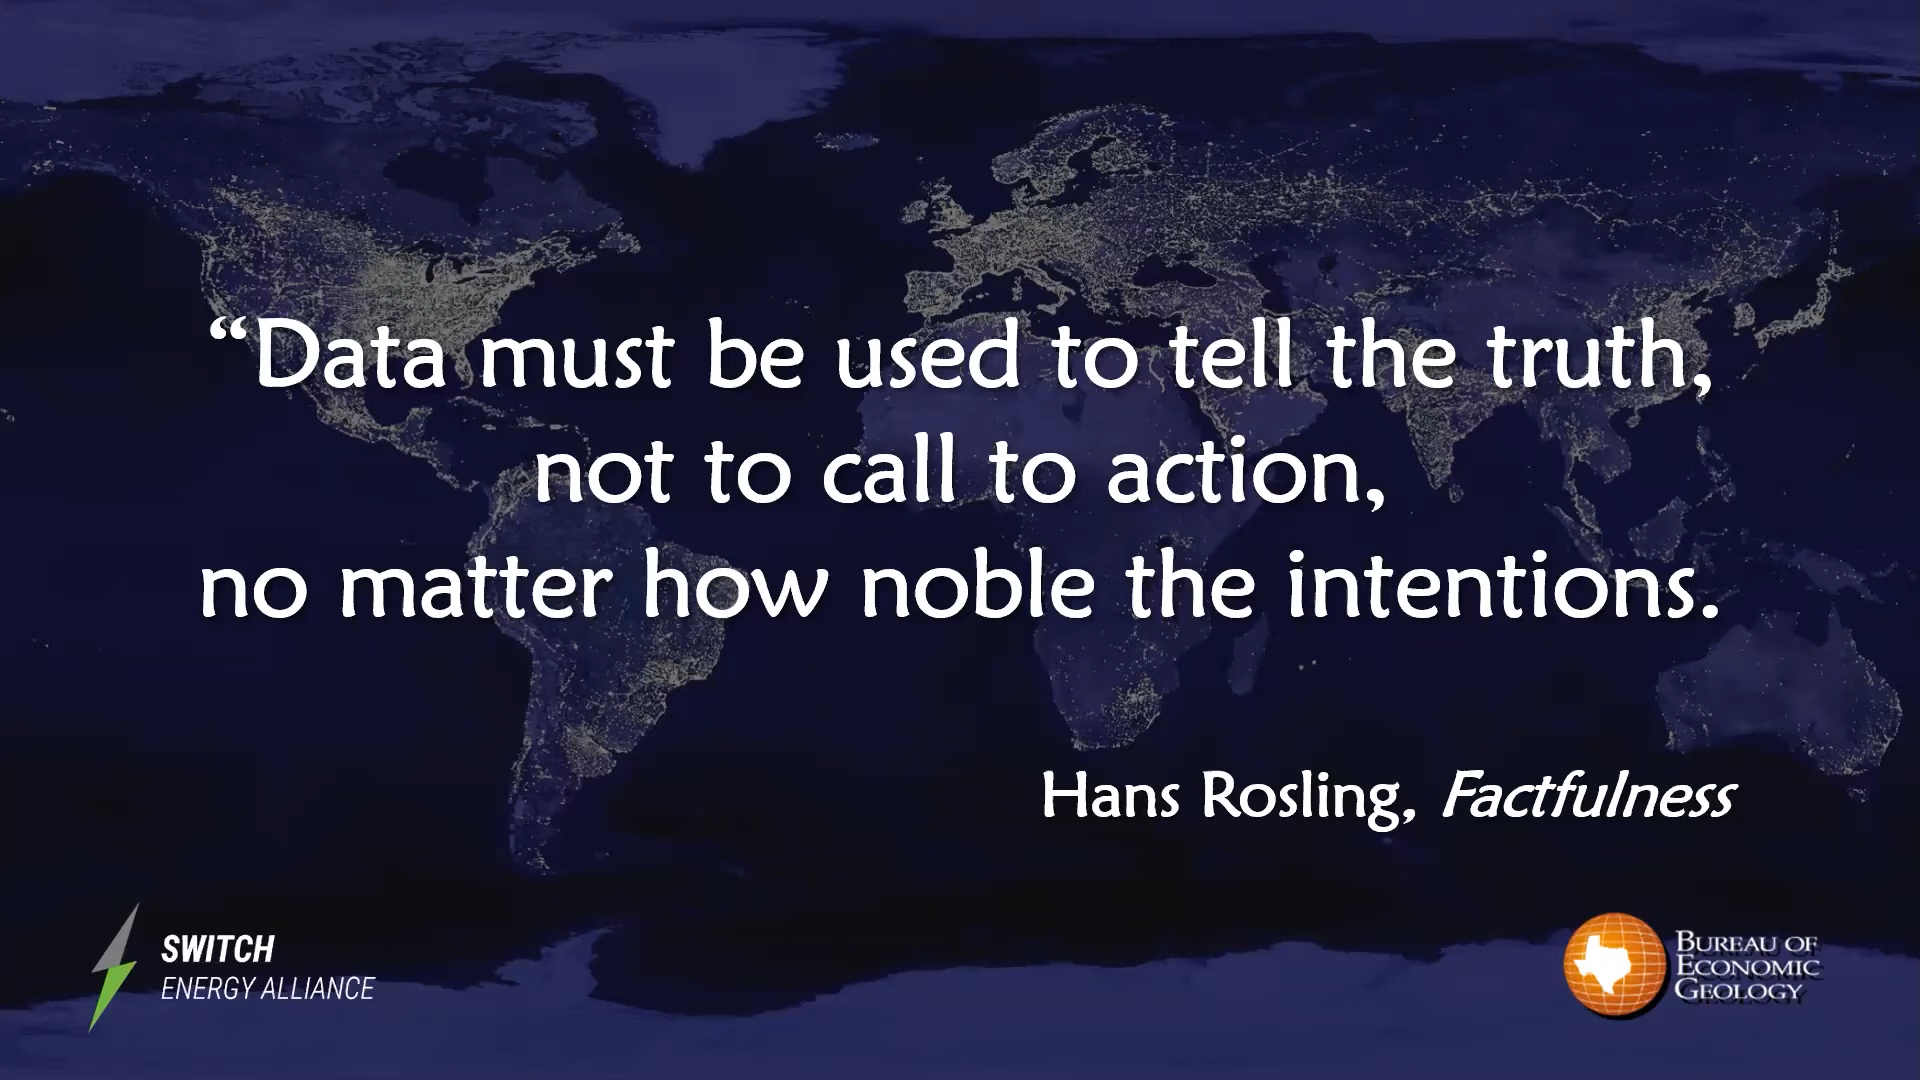 “Data must be used to tell the truth,
not to call to action,
no matter how noble the intentions.
Hans Rosling, Factfulness
SWITCH
ENERGY ALLIANCE
BUREAU OF
ECONOMIC
GEOLOGY